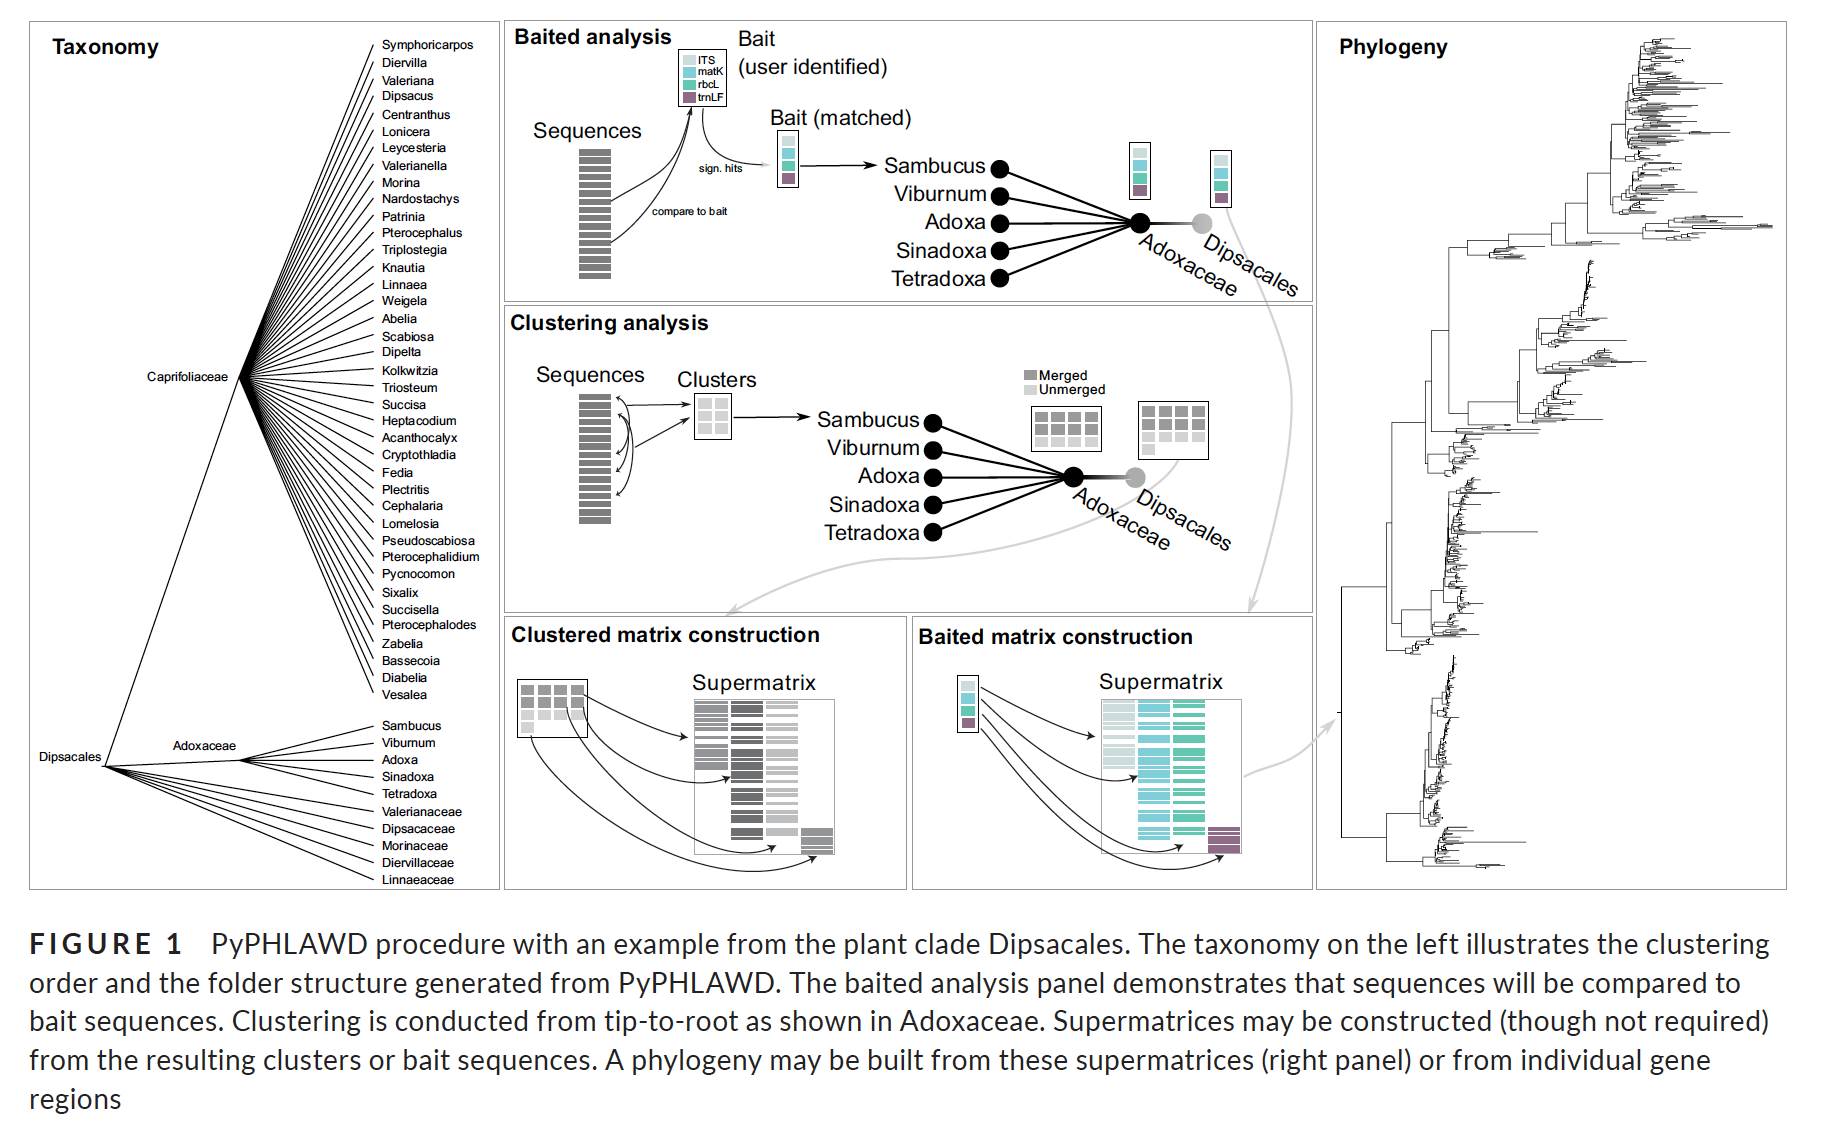 Taxonomy
Symphoricarpos
Diervilla
Valeriana
Dipsacus
Centranthus
Lonicera
Leycesteria
Valerianella
Morina
Nardostachys
Patrinia
Pterocephalus
Triplostegia
Knautia
Linnaea
Weigela
Abelia
Scabiosa
Dipelta
Kolkwitzia
Triosteum
Succisa
Heptacodium
Acanthocalyx
Cryptothladia
Fedia
Plectritis
Cephalaria
Lomelosia
Pseudoscabiosa
Pterocephalidium
Pycnocomon
Sixalix
Succisella
Pterocephalodes
Zabelia
Bassecoia
Diabelia
Vesalea
Caprifoliaceae
Sambucus
Viburnum
Adoxa
Sinadoxa
Tetradoxa
Adoxaceae
Dipsacales
Valerianaceae
Dipsacaceae
Morinaceae
Diervillaceae
Linnaeaceae
Baited analysis
Bait
(user identified)
ITS
matK
rbcL
trnLF
Sequences
Bait (matched)
sign. hits
compare to bait
Sambucus
Viburnum
Adoxa
Sinadoxa
Tetradoxa
Adoxaceae
Dipsacales
Clustering analysis
Sequences
Clusters
Merged
Unmerged
Sambucus
Viburnum
Adoxa
Sinadoxa
Tetradoxa
Adoxaceae
Dipsacales
Clustered matrix construction
Supermatrix
Baited matrix construction
Supermatrix
Phylogeny
FIGURE 1 PyPHLAWD procedure with an example from the plant clade Dipsacales. The taxonomy on the left illustrates the clustering
order and the folder structure generated from PyPHLAWD. The baited analysis panel demonstrates that sequences will be compared to
bait sequences. Clustering is conducted from tip-to-root as shown in Adoxaceae. Supermatrices may be constructed (though not required)
from the resulting clusters or bait sequences. A phylogeny may be built from these supermatrices (right panel) or from individual gene
regions